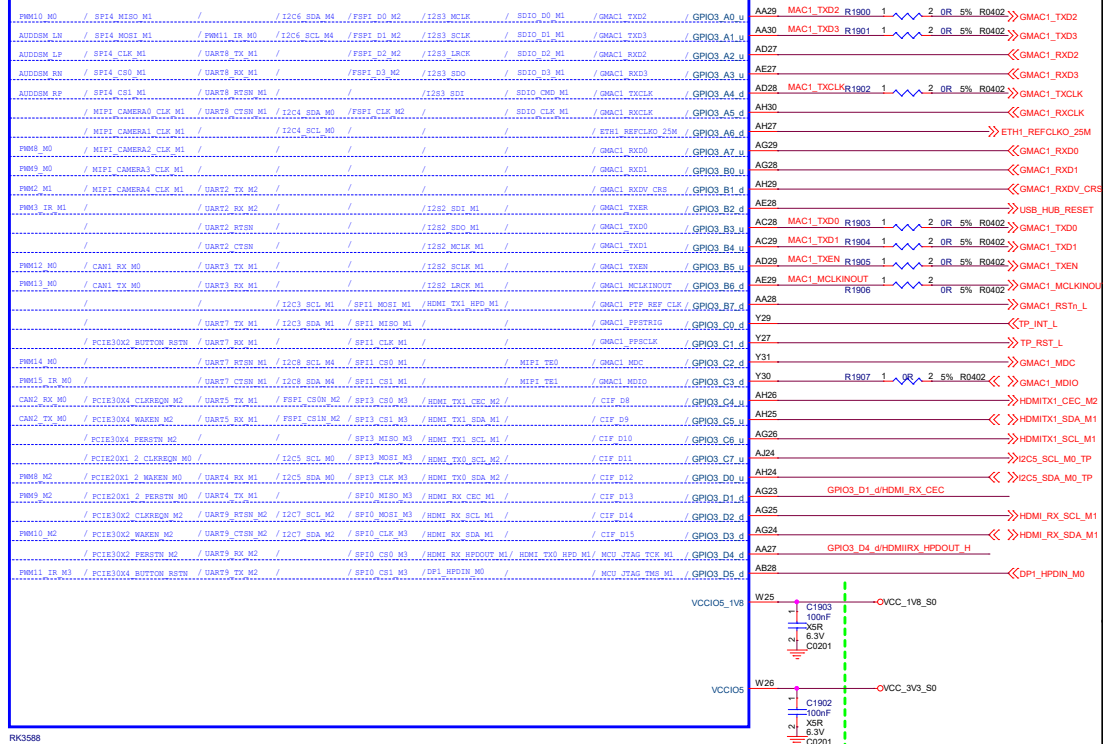 PWM10_M0 / SPI4_MISO_M1 / / I2C6_SDA_M4 / FSPI_D0_M2 / I2S3_MCLK / SDIO_D0_M1 / GMAC1_TXD2 / GPIO3_A0_u AA29 MAC1_TXD2 R1900 1 2 0R 5% R0402 GMAC1_TXD2
AUDDSM_LN / SPI4_MOSI_M1 / PWM11_IR_M0 / I2C6_SCL_M4 / FSPI_D1_M2 / I2S3_SCLK / SDIO_D1_M1 / GMAC1_TXD3 / GPIO3_A1_u AA30 MAC1_TXD3 R1901 1 2 0R 5% R0402 GMAC1_TXD3
AUDDSM_LP / SPI4_CLK_M1 / UART8_TX_M1 / / FSPI_D2_M2 / I2S3_LRCK / SDIO_D2_M1 / GMAC1_RXD2 / GPIO3_A2_u AD27 GMAC1_RXD2
AUDDSM_RN / SPI4_CS0_M1 / UART8_RX_M1 / /FSPI_D3_M2 / I2S3_SDO / SDIO_D3_M1 / GMAC1_RXD3 / GPIO3_A3_u AE27 GMAC1_RXD3
AUDDSM_RP / SPI4_CS1_M1 / UART8_RTSN_M1 / / / I2S3_SDI / SDIO_CMD_M1 / GMAC1_TXCLK / GPIO3_A4_d AD28 MAC1_TXCLK R1902 1 2 0R 5% R0402 GMAC1_TXCLK
/ MIPI_CAMERA0_CLK_M1 / UART8_CTSN_M1 / I2C4_SDA_M0 /FSPI_CLK_M2 / / SDIO_CLK_M1 / GMAC1_RXCLK / GPIO3_A5_d AH30 GMAC1_RXCLK
/ MIPI_CAMERA1_CLK_M1 / / I2C4_SCL_M0 / / / / ETH1_REFCLKO_25M / GPIO3_A6_d AH27 ETH1_REFCLKO_25M
PWM8_M0 / MIPI_CAMERA2_CLK_M1 / / / / / / GMAC1_RXD0 / GPIO3_A7_u AG29 GMAC1_RXD0
PWM9_M0 / MIPI_CAMERA3_CLK_M1 / / / / / / GMAC1_RXD1 / GPIO3_B0_u AG28 GMAC1_RXD1
PWM2_M1 / MIPI_CAMERA4_CLK_M1 / UART2_TX_M2 / / / / / GMAC1_RXDV_CRS / GPIO3_B1_d AH29 GMAC1_RXDV_CRS
PWM3_IR_M1 / / UART2_RX_M2 / / / I2S2_SDI_M1 / / GMAC1_TXER / GPIO3_B2_d AE28 USB_HUB_RESET
/ / UART2_RTSN / / / I2S2_SDO_M1 / / GMAC1_TXD0 / GPIO3_B3_u AC28 MAC1_TXD0 R1903 1 2 0R 5% R0402 GMAC1_TXD0
/ / UART2_CTSN / / / I2S2_MCLK_M1 / / GMAC1_TXD1 / GPIO3_B4_u AC29 MAC1_TXD1 R1904 1 2 0R 5% R0402 GMAC1_TXD1
PWM12_M0 / CAN1_RX_M0 / UART3_TX_M1 / / / I2S2_SCLK_M1 / / GMAC1_TXEN / GPIO3_B5_u AD29 MAC1_TXEN R1905 1 2 0R 5% R0402 GMAC1_TXEN
PWM13_M0 / CAN1_TX_M0 / UART3_RX_M1 / / / I2S2_LRCK_M1 / / GMAC1_MCLKINOUT / GPIO3_B6_d AE29 MAC1_MCLKINOUT R1906 1 2 0R 5% R0402 GMAC1_MCLKINOU
/ / / I2C3_SCL_M1 / SPI1_MOSI_M1 / HDMI_TX1_HPD_M1 / / GMAC1_PTP_REF_CLK / GPIO3_B7_d AA28 GMAC1_RSTn_L
/ / UART7_TX_M1 / I2C3_SDA_M1 / SPI1_MISO_M1 / / / GMAC1_PPSTRIG / GPIO3_C0_d Y29 TP_INT_L
/ PCIE30X2_BUTTON_RSTN / UART7_RX_M1 / / SPI1_CLK_M1 / / / GMAC1_PPSCLK / GPIO3_C1_d Y27 TP_RST_L
PWM14_M0 / / UART7_RTSN_M1 / I2C8_SCL_M4 / SPI1_CS0_M1 / / MIPI_TE0 / GMAC1_MDC / GPIO3_C2_d Y31 GMAC1_MDC
PWM15_IR_M0 / / UART7_CTSN_M1 / I2C8_SDA_M4 / SPI1_CS1_M1 / / MIPI_TE1 / GMAC1_MDIO / GPIO3_C3_d Y30 R1907 1 0R 2 5% R0402 GMAC1_MDIO
CAN2_RX_M0 / PCIE30X4_CLKREQN_M2 / UART5_TX_M1 / FSPI_CS0N_M2 / SPI3_CS0_M3 / HDMI_TX1_CEC_M2 / / CIF_D8 / GPIO3_C4_u AH26 HDMITX1_CEC_M2
CAN2_TX_M0 / PCIE30X4_WAKEN_M2 / UART5_RX_M1 / FSPI_CS1N_M2 / SPI3_CS1_M3 / HDMI_TX1_SDA_M1 / / CIF_D9 / GPIO3_C5_u AH25 HDMITX1_SDA_M1
/ PCIE30X4_PERSTN_M2 / / / SPI3_MISO_M3 / HDMI_TX1_SCL_M1 / / CIF_D10 / GPIO3_C6_u AG26 HDMITX1_SCL_M1
/ PCIE20X1_2_CLKREQN_M0 / / I2C5_SCL_M0 / SPI3_MOSI_M3 / HDMI_TX0_SCL_M2 / / CIF_D11 / GPIO3_C7_u AJ24 I2C5_SCL_M0_TP
PWM8_M2 / PCIE20X1_2_WAKEN_M0 / UART4_RX_M1 / I2C5_SDA_M0 / SPI3_CLK_M3 / HDMI_TX0_SDA_M2 / / CIF_D12 / GPIO3_D0_u AH24 I2C5_SDA_M0_TP
PWM9_M2 / PCIE20X1_2_PERSTN_M0 / UART4_TX_M1 / / SPI0_MISO_M3 / HDMI_RX_CEC_M1 / / CIF_D13 / GPIO3_D1_d AG23 GPIO3_D1_d/HDMI_RX_CEC
/ PCIE30X2_CLKREQN_M2 / UART9_RTSN_M2 / I2C7_SCL_M2 / SPI0_MOSI_M3 / HDMI_RX_SCL_M1 / / CIF_D14 / GPIO3_D2_d AG25 HDMI_RX_SCL_M1
PWM10_M2 / PCIE30X2_WAKEN_M2 / UART9_CTSN_M2 / I2C7_SDA_M2 / SPI0_CLK_M3 / HDMI_RX_SDA_M1 / / CIF_D15 / GPIO3_D3_d AG24 HDMI_RX_SDA_M1
/ PCIE30X2_PERSTN_M2 / UART9_RX_M2 / / SPI0_CS0_M3 / HDMI_RX_HPDOUT_M1 / HDMI_TX0_HPD_M1 / MCU_JTAG_TCK_M1 / GPIO3_D4_d AA27 GPIO3_D4_d/HDMIIRX_HPDOUT_H
PWM11_IR_M3 / PCIE30X4_BUTTON_RSTN / UART9_TX_M2 / / SPI0_CS1_M3 / DP1_HPDIN_M0 / / MCU_JTAG_TMS_M1 / GPIO3_D5_d AB28 DP1_HPDIN_M0
VCCIO5_1V8 W25 VCC_1V8_S0
1 C1903
100nF
X5R
2 6.3V
C0201
VCCIO5 W26 VCC_3V3_S0
1 C1902
100nF
X5R
2 6.3V
C0201
RK3588